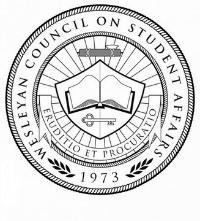 WESLEYAN COUNCIL ON STUDENT AFFAIRS
ERUDITIO ET PROCURATIO
1973